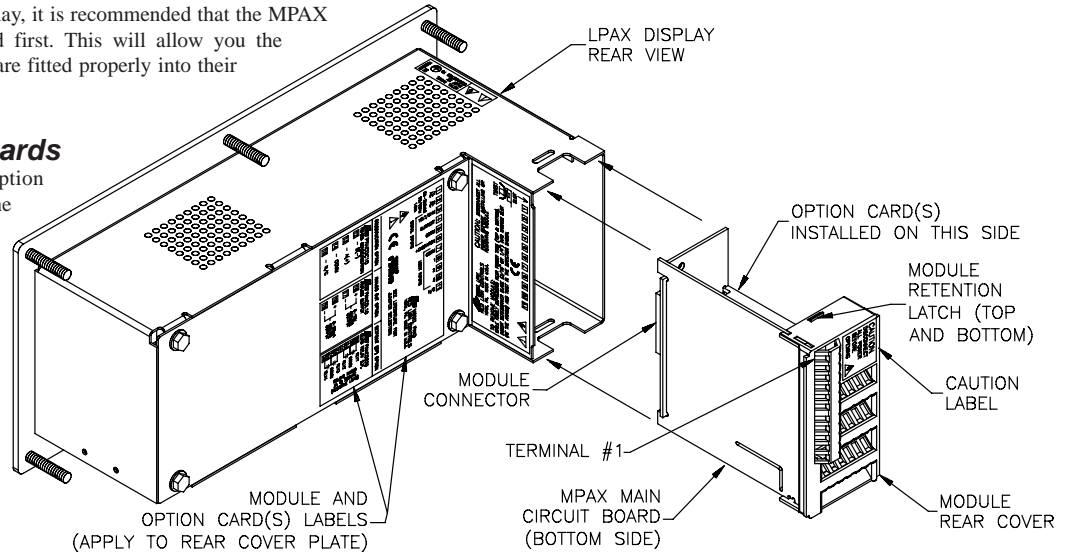 ay, it is recommended that the MPAX
d first. This will allow you the
are fitted properly into their
ards
ption
ne
LPAX DISPLAY
REAR VIEW
OPTION CARD(S)
INSTALLED ON THIS SIDE
MODULE
RETENTION
LATCH (TOP
AND BOTTOM)
CAUTION
LABEL
MODULE
CONNECTOR
TERMINAL #1
MPAX MAIN
CIRCUIT BOARD
(BOTTOM SIDE)
MODULE
REAR COVER
MODULE AND
OPTION CARD(S) LABELS
(APPLY TO REAR COVER PLATE)